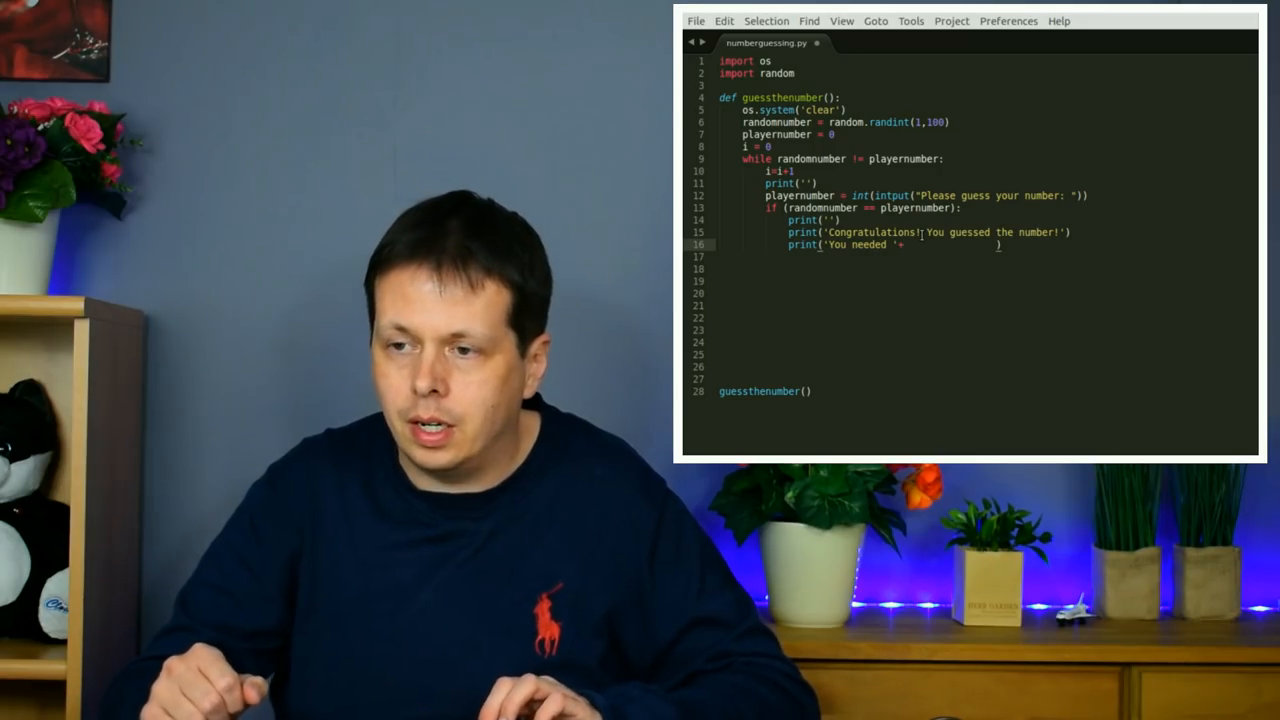 File Edit Selection Find View Goto Tools Project Preferences Help
numberguessing.py
1 import os
2 import random
3
4 def guessthenumber():
5 os.system('clear')
6 randomnumber = random.randint(1,100)
7 playernumber = 0
8 i = 0
9 while randomnumber != playernumber:
10 i=i+1
11 print('')
12 playernumber = int(intput("Please guess your number: "))
13 if (randomnumber == playernumber):
14 print('')
15 print('Congratulations! You guessed the number!')
16 print('You needed '+ )
17
18
19
20
21
22
23
24
25
26
27
28 guessthenumber()